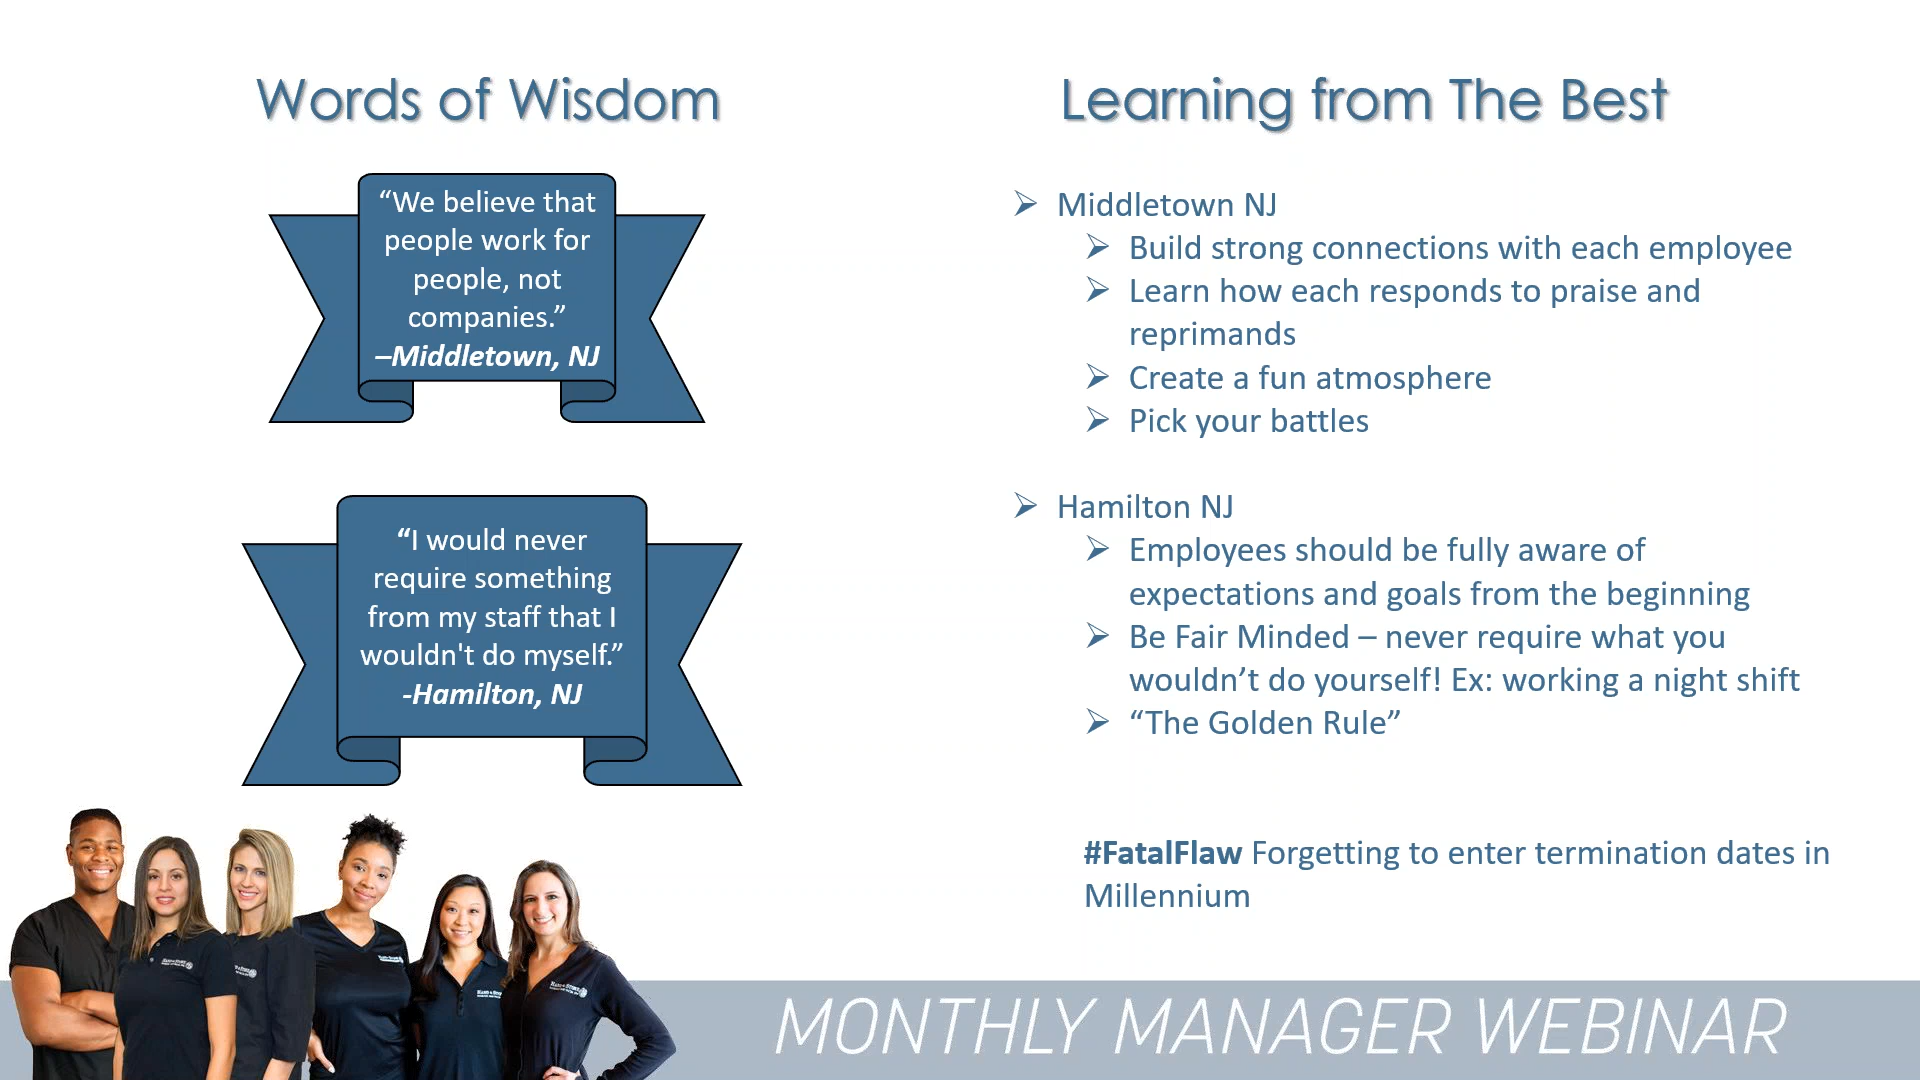 Words of Wisdom
“We believe that
people work for
people, not
companies.”
–Middletown, NJ
“I would never
require something
from my staff that I
wouldn't do myself.”
-Hamilton, NJ
Learning from The Best
Middletown NJ
Build strong connections with each employee
Learn how each responds to praise and
reprimands
Create a fun atmosphere
Pick your battles
Hamilton NJ
Employees should be fully aware of
expectations and goals from the beginning
Be Fair Minded – never require what you
wouldn’t do yourself! Ex: working a night shift
“The Golden Rule”
#FatalFlaw Forgetting to enter termination dates in
Millennium
HAND & STONE
MONTHLY MANAGER WEBINAR